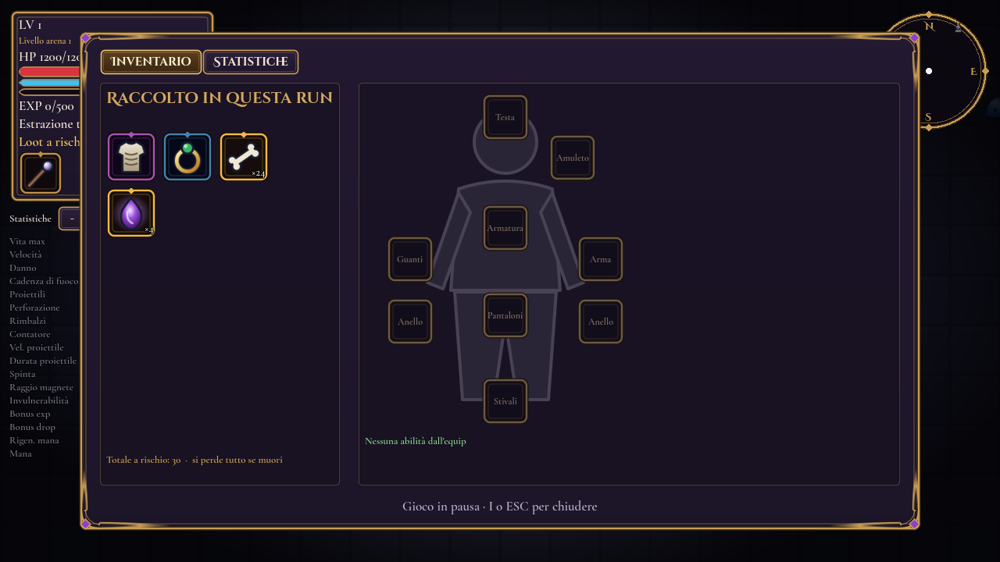 LV 1
Livello arena 1
HP 1200/120
EXP 0/500
Estrazione t
Loot a risch
Statistiche -
Vita max
Velocità
Danno
Cadenza di fuoco
Proiettili
Perforazione
Rimbalzi
Contatore
Vel. proiettile
Durata proiettile
Spinta
Raggio magnete
Invulnerabilità
Bonus exp
Bonus drop
Rigen. mana
Mana
INVENTARIO STATISTICHE
RACCOLTO IN QUESTA RUN
×24
×4
Totale a rischio: 30 · si perde tutto se muori
Testa
Amuleto
Armatura
Guanti
Arma
Anello
Pantaloni
Anello
Stivali
Nessuna abilità dall'equip
Gioco in pausa · I o ESC per chiudere
N
E
S